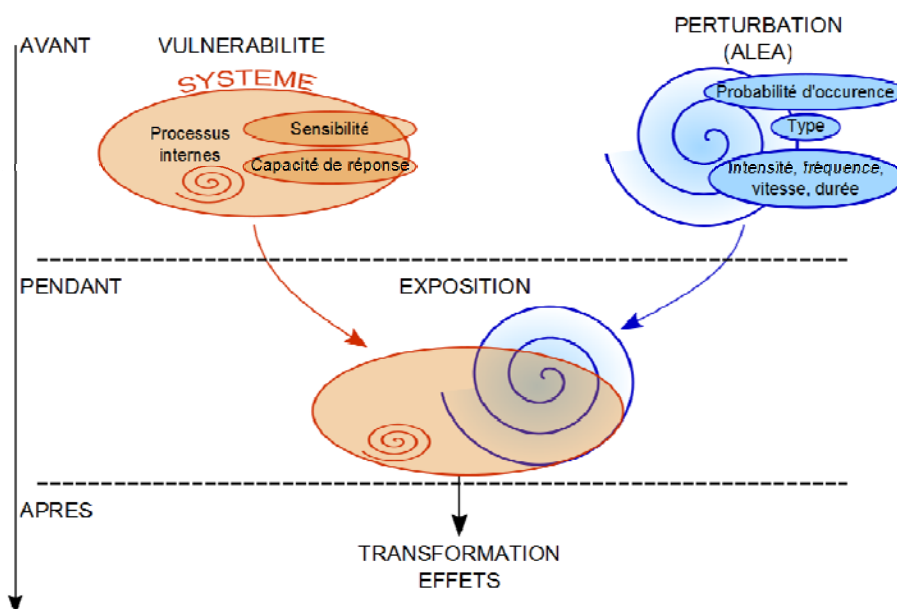 AVANT
VULNERABILITE
SYSTEME
Processus
internes
Sensibilité
Capacité de réponse
PERTURBATION
(ALEA)
Probabilité d'occurence
Type
Intensité, fréquence,
vitesse, durée
PENDANT
EXPOSITION
APRES
TRANSFORMATION
EFFETS